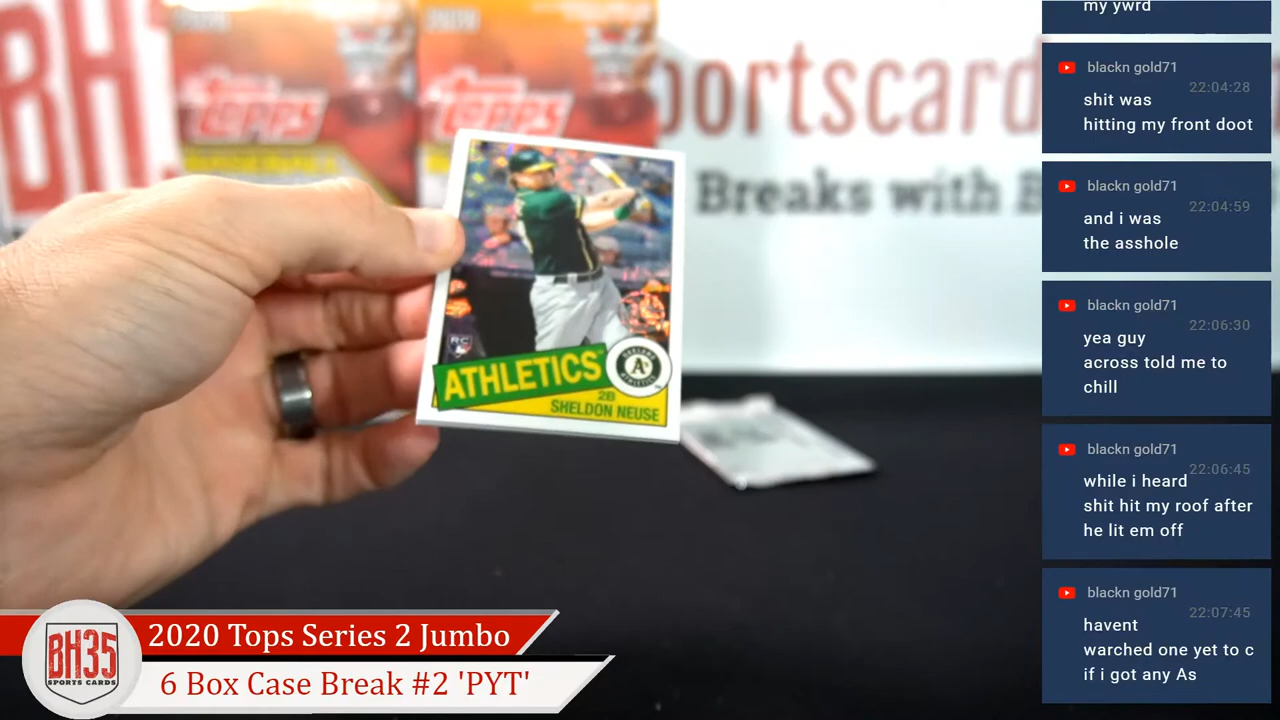 BH
TOPPS
TOPPS
portscard
Breaks with B
RC
ATHLETICS
OAKLAND
A's
ATHLETICS
2B
SHELDON NEUSE
2020 Tops Series 2 Jumbo
6 Box Case Break #2 'PYT'
BH35
SPORTS CARDS
my ywrd
blackn gold71
22:04:28
shit was
hitting my front doot
blackn gold71
22:04:59
and i was
the asshole
blackn gold71
22:06:30
yea guy
across told me to
chill
blackn gold71
22:06:45
while i heard
shit hit my roof after
he lit em off
blackn gold71
22:07:45
havent
warched one yet to c
if i got any As